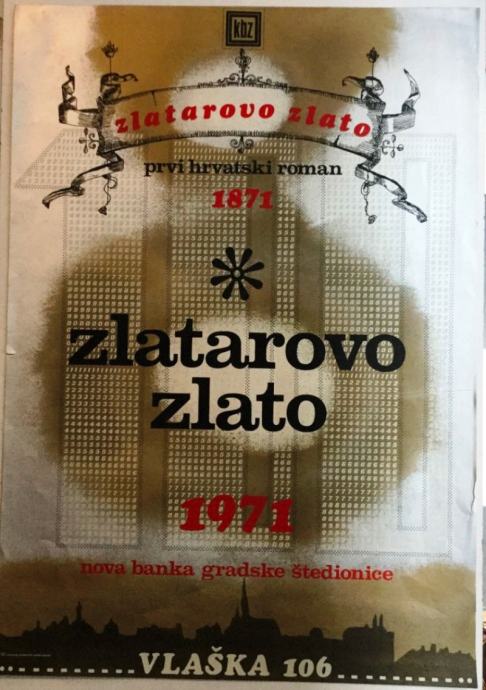 kbz
zlatarovo zlato
prvi hrvatski roman
1871
zlatarovo
zlato
1971
nova banka gradske štedionice
VLAŠKA 106